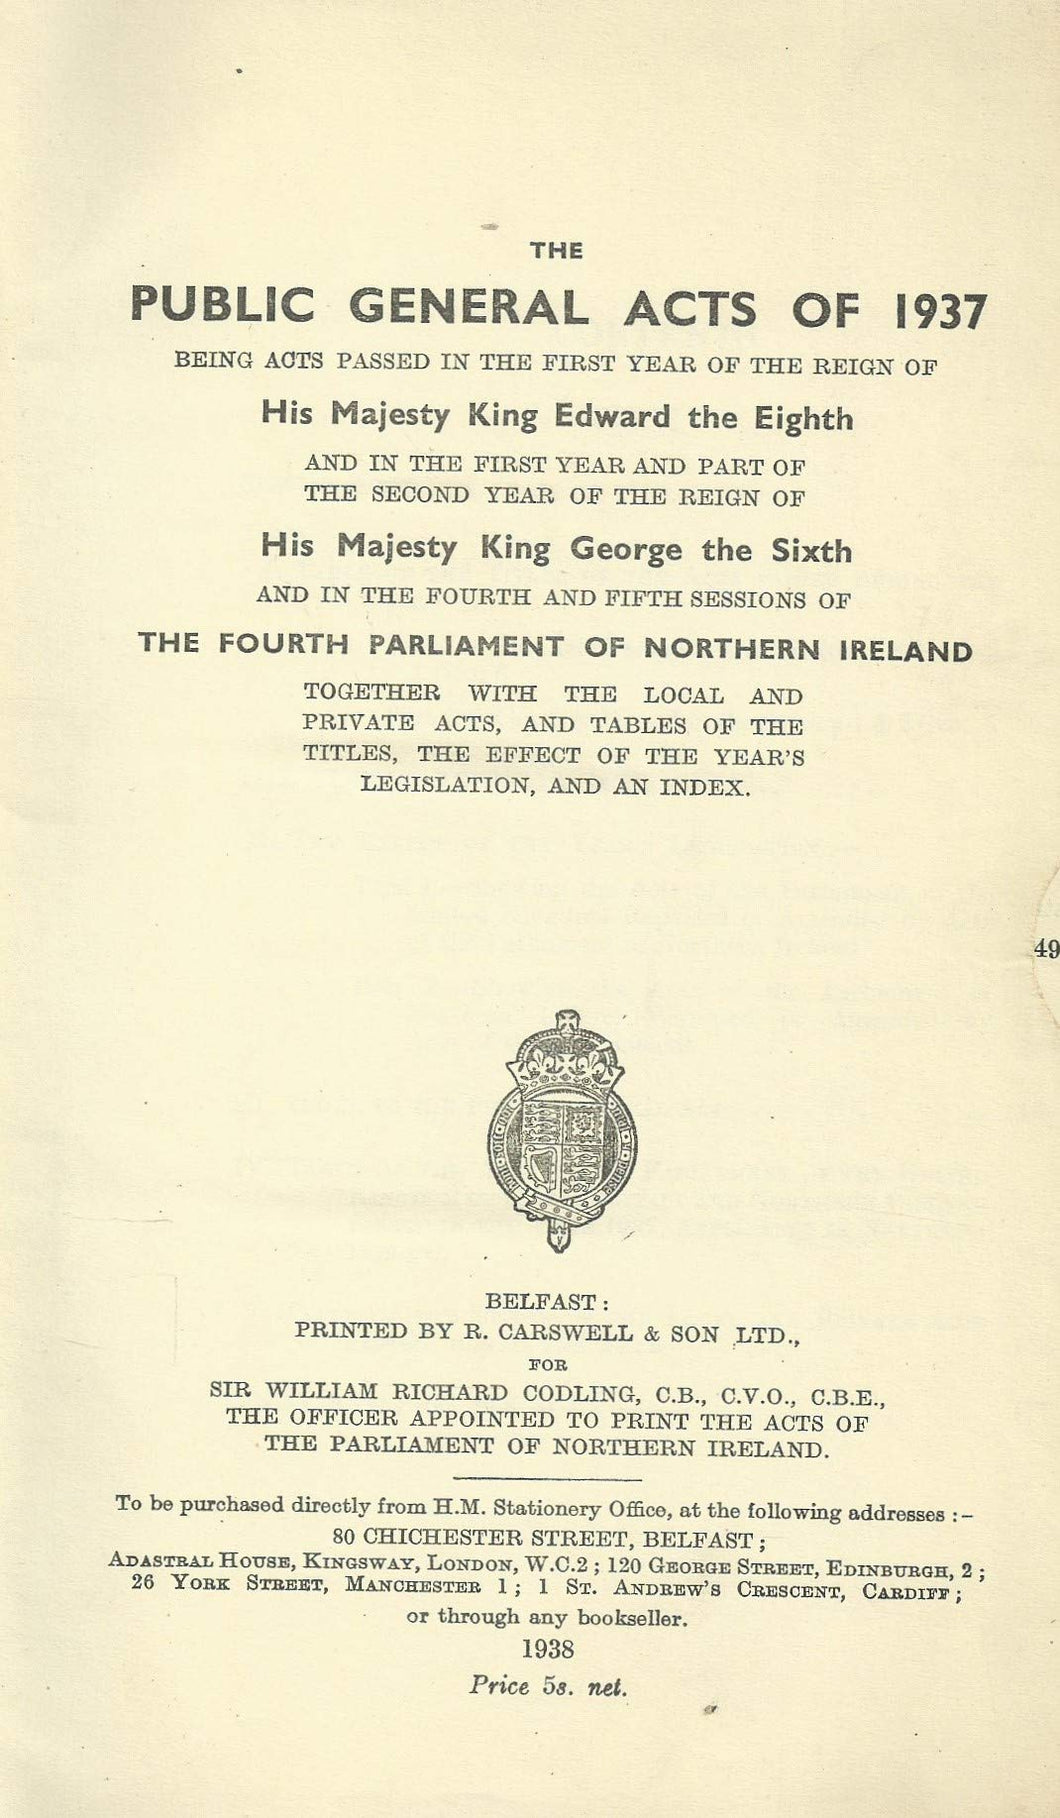 THE
PUBLIC GENERAL ACTS OF 1937
BEING ACTS PASSED IN THE FIRST YEAR OF THE REIGN OF
His Majesty King Edward the Eighth
AND IN THE FIRST YEAR AND PART OF
THE SECOND YEAR OF THE REIGN OF
His Majesty King George the Sixth
AND IN THE FOURTH AND FIFTH SESSIONS OF
THE FOURTH PARLIAMENT OF NORTHERN IRELAND
TOGETHER WITH THE LOCAL AND
PRIVATE ACTS, AND TABLES OF THE
TITLES, THE EFFECT OF THE YEAR'S
LEGISLATION, AND AN INDEX.
49
BELFAST :
PRINTED BY R. CARSWELL & SON LTD.,
FOR
SIR WILLIAM RICHARD CODLING, C.B., C.V.O., C.B.E.,
THE OFFICER APPOINTED TO PRINT THE ACTS OF
THE PARLIAMENT OF NORTHERN IRELAND.
To be purchased directly from H.M. Stationery Office, at the following addresses :-
80 CHICHESTER STREET, BELFAST ;
ADASTRAL HOUSE, KINGSWAY, LONDON, W.C.2 ; 120 GEORGE STREET, EDINBURGH, 2 ;
26 YORK STREET, MANCHESTER 1 ; 1 ST. ANDREW'S CRESCENT, CARDIFF ;
or through any bookseller.
1938
Price 5s. net.